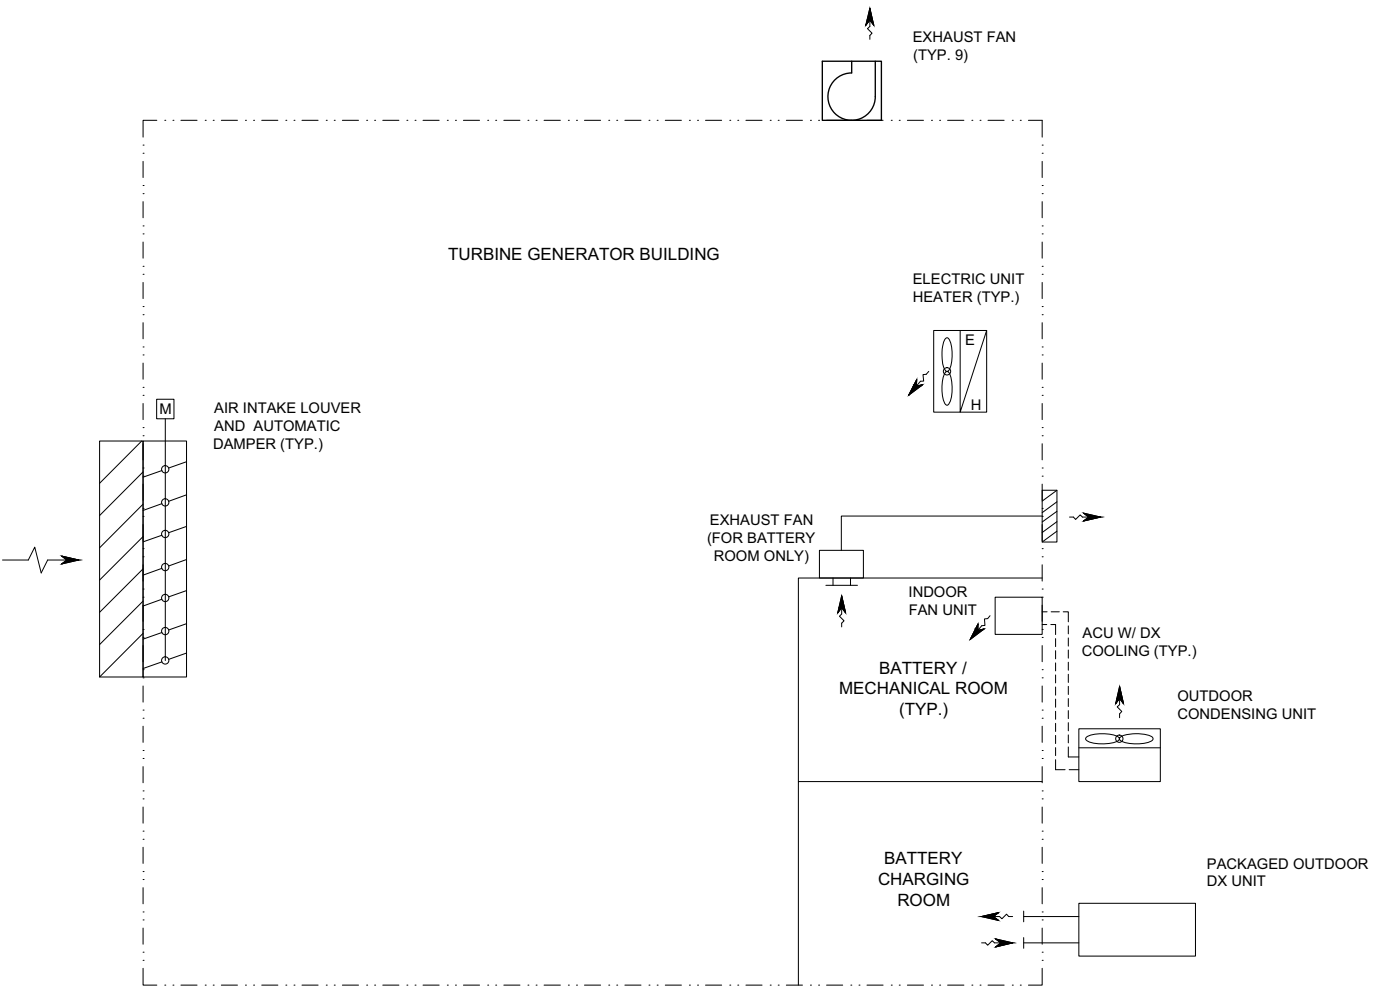 EXHAUST FAN
(TYP. 9)
TURBINE GENERATOR BUILDING
ELECTRIC UNIT
HEATER (TYP.)
E
H
M
AIR INTAKE LOUVER
AND AUTOMATIC
DAMPER (TYP.)
EXHAUST FAN
(FOR BATTERY
ROOM ONLY)
INDOOR
FAN UNIT
ACU W/ DX
COOLING (TYP.)
BATTERY /
MECHANICAL ROOM
(TYP.)
OUTDOOR
CONDENSING UNIT
BATTERY
CHARGING
ROOM
PACKAGED OUTDOOR
DX UNIT